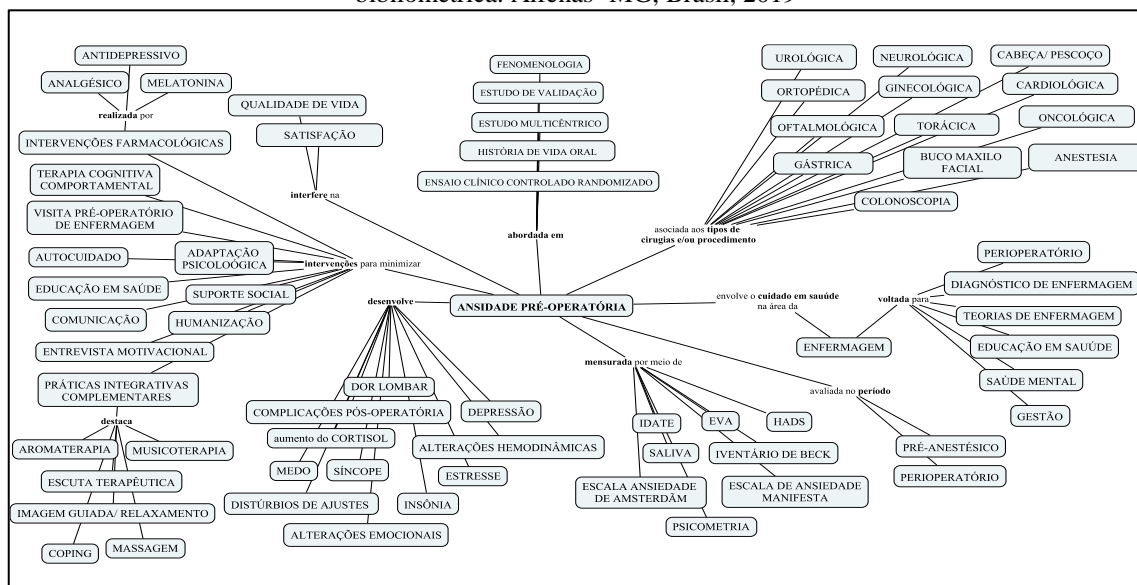 bibliométrica. Alfenas- MG, Brasil, 2019
ANTIDEPRESSIVO
ANALGÉSICO
MELATONINA
realizada por
INTERVENÇÕES FARMACOLÓGICAS
TERAPIA COGNITIVA
COMPORTAMENTAL
VISITA PRÉ-OPERATÓRIO
DE ENFERMAGEM
AUTOCUIDADO
ADAPTAÇÃO
PSICOLOÓGICA
EDUCAÇÃO EM SAÚDE
SUPORTE SOCIAL
COMUNICAÇÃO
HUMANIZAÇÃO
ENTREVISTA MOTIVACIONAL
PRÁTICAS INTEGRATIVAS
COMPLEMENTARES
destaca
AROMATERAPIA
MUSICOTERAPIA
ESCUTA TERAPÊUTICA
IMAGEM GUIADA/ RELAXAMENTO
COPING
MASSAGEM
intervenções para minimizar
QUALIDADE DE VIDA
SATISFAÇÃO
interfere na
FENOMENOLOGIA
ESTUDO DE VALIDAÇÃO
ESTUDO MULTICÊNTRICO
HISTÓRIA DE VIDA ORAL
ENSAIO CLÍNICO CONTROLADO RANDOMIZADO
abordada em
UROLÓGICA
NEUROLÓGICA
CABEÇA/ PESCOÇO
ORTOPÉDICA
GINECOLÓGICA
CARDIOLÓGICA
OFTALMOLÓGICA
TORÁCICA
ONCOLÓGICA
GÁSTRICA
BUCO MAXILO
FACIAL
ANESTESIA
COLONOSCOPIA
asociada aos tipos de
cirugias e/ou procedimento
ANSIDADE PRÉ-OPERATÓRIA
desenvolve
DOR LOMBAR
COMPLICAÇÕES PÓS-OPERATÓRIA
DEPRESSÃO
aumento do CORTISOL
ALTERAÇÕES HEMODINÂMICAS
MEDO
SÍNCOPE
ESTRESSE
DISTÚRBIOS DE AJUSTES
INSÔNIA
ALTERAÇÕES EMOCIONAIS
mensurada por meio de
IDATE
EVA
HADS
SALIVA
IVENTÁRIO DE BECK
ESCALA ANSIEDADE
DE AMSTERDÃM
ESCALA DE ANSIEDADE
MANIFESTA
PSICOMETRIA
envolve o cuidado em sauúde
na área da
ENFERMAGEM
voltada para
PERIOPERATÓRIO
DIAGNÓSTICO DE ENFERMAGEM
TEORIAS DE ENFERMAGEM
EDUCAÇÃO EM SAUÚDE
SAÚDE MENTAL
GESTÃO
avaliada no período
PRÉ-ANESTÉSICO
PERIOPERATÓRIO